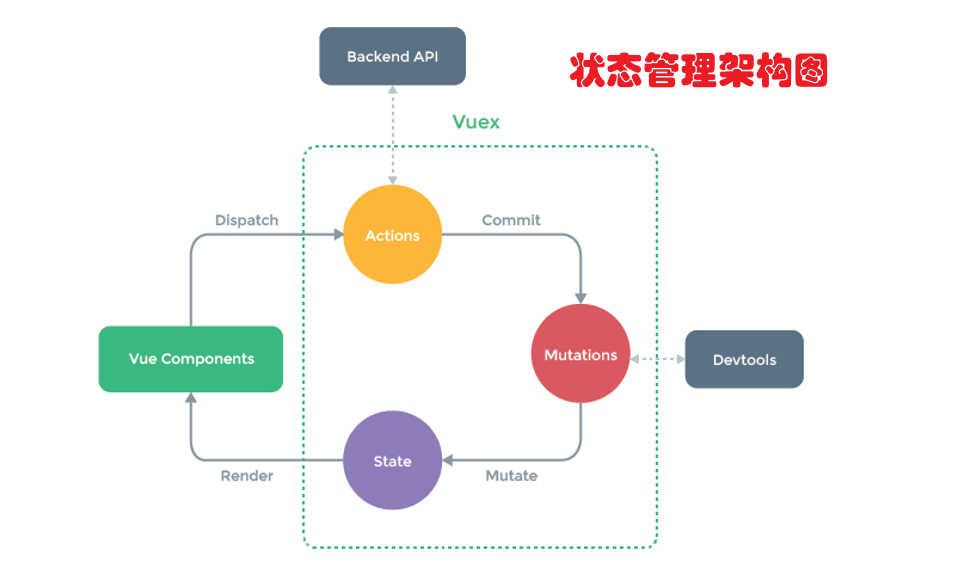 Backend API
状态管理架构图
Vuex
Dispatch
Actions
Commit
Vue Components
Mutations
Devtools
State
Render
Mutate